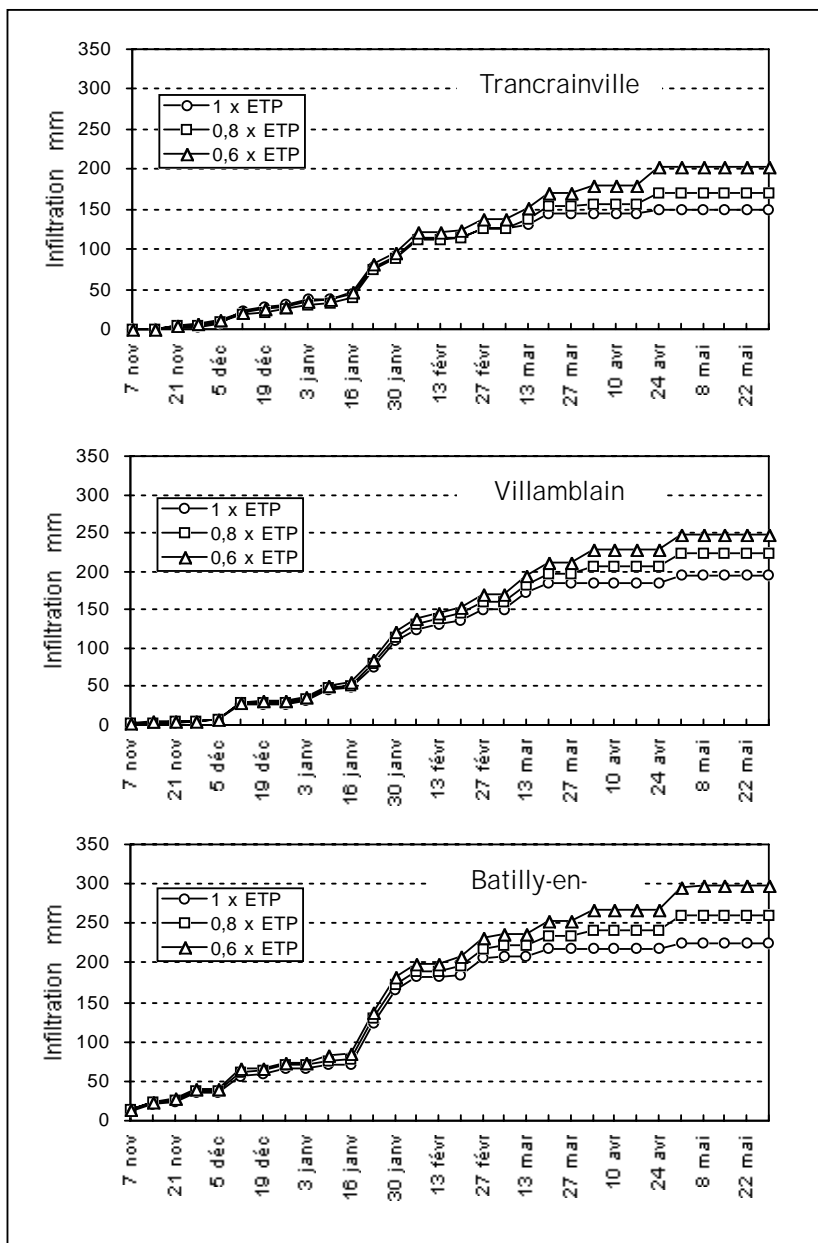 350
300
250
200
150
100
50
0
Infiltration mm
Trancrainville
1 x ETP
0,8 x ETP
0,6 x ETP
7 nov
21 nov
5 déc
19 déc
3 janv
16 janv
30 janv
13 févr
27 févr
13 mar
27 mar
10 avr
24 avr
8 mai
22 mai
350
300
250
200
150
100
50
0
Infiltration mm
Villamblain
1 x ETP
0,8 x ETP
0,6 x ETP
7 nov
21 nov
5 déc
19 déc
3 janv
16 janv
30 janv
13 févr
27 févr
13 mar
27 mar
10 avr
24 avr
8 mai
22 mai
350
300
250
200
150
100
50
0
Infiltration mm
Batilly-en-
1 x ETP
0,8 x ETP
0,6 x ETP
7 nov
21 nov
5 déc
19 déc
3 janv
16 janv
30 janv
13 févr
27 févr
13 mar
27 mar
10 avr
24 avr
8 mai
22 mai